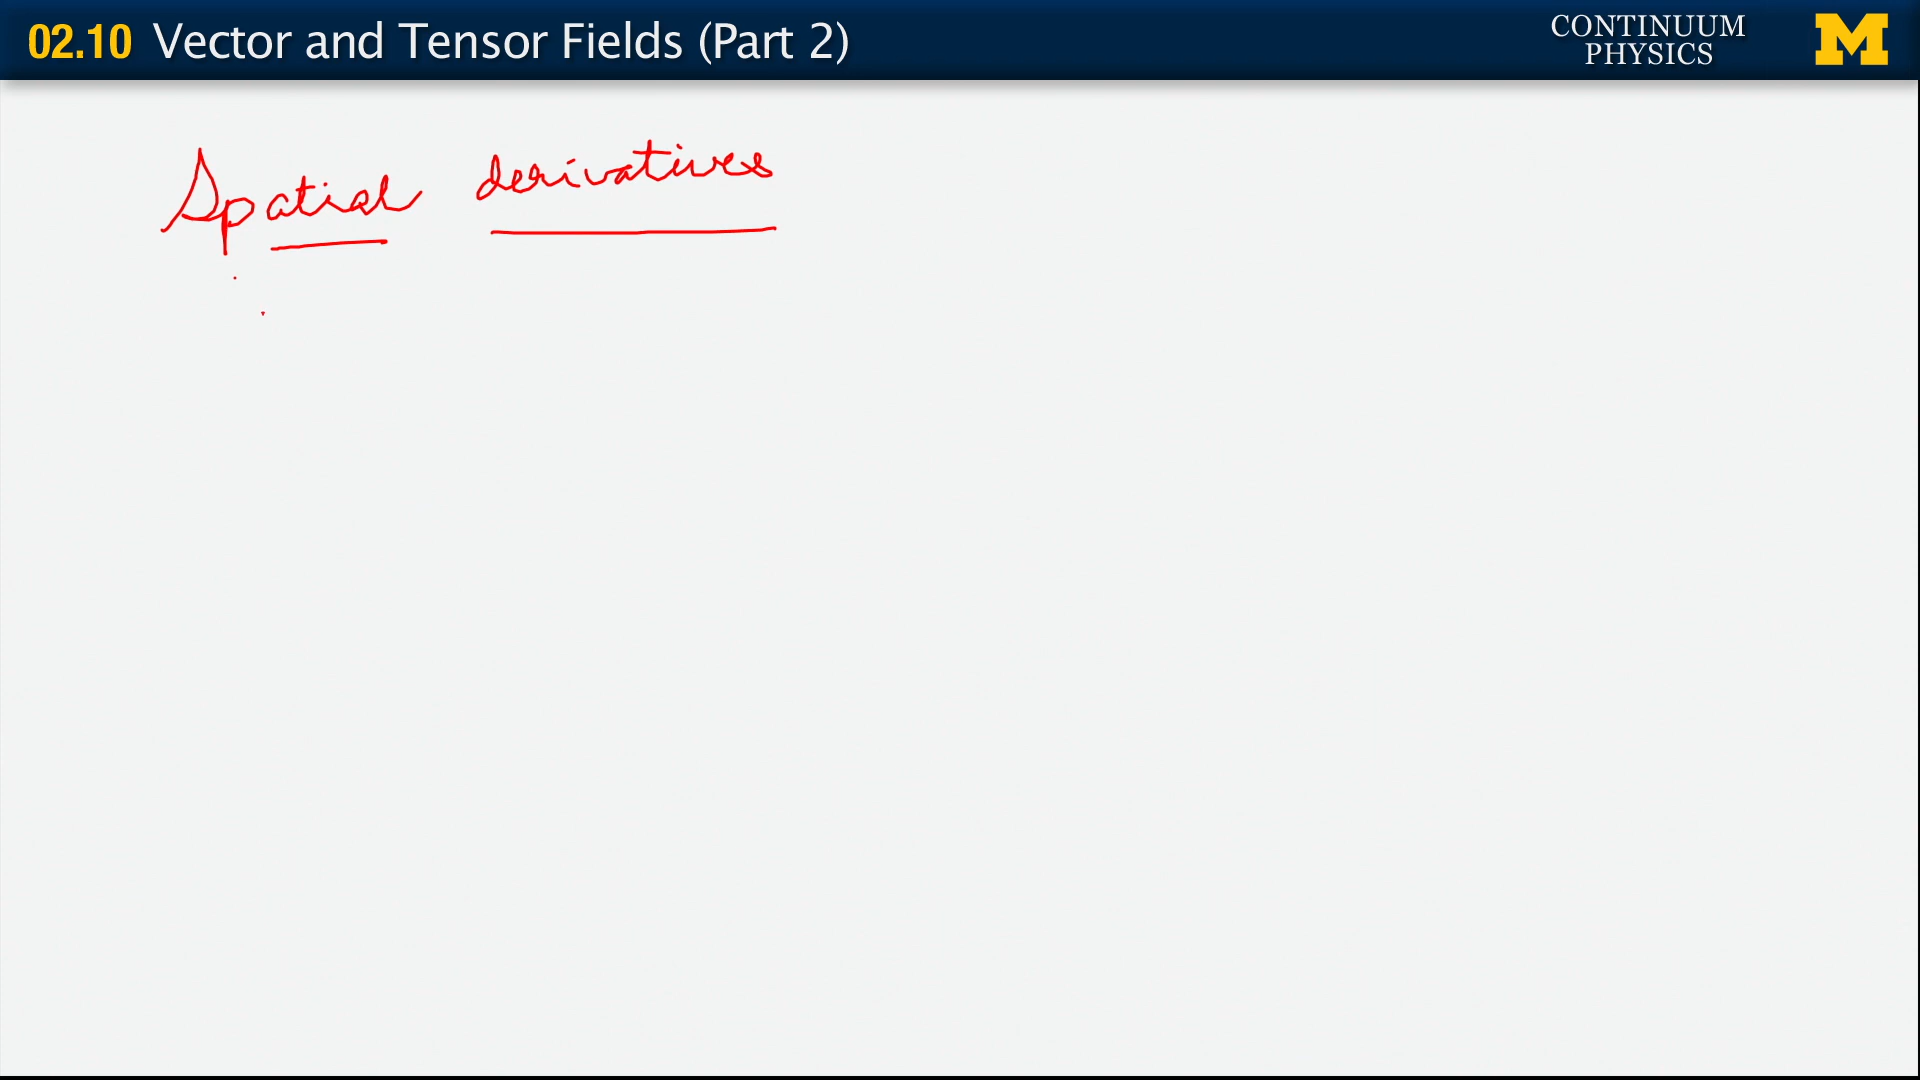 02.10 Vector and Tensor Fields (Part 2)
CONTINUUM
PHYSICS
M
Spatial derivatives